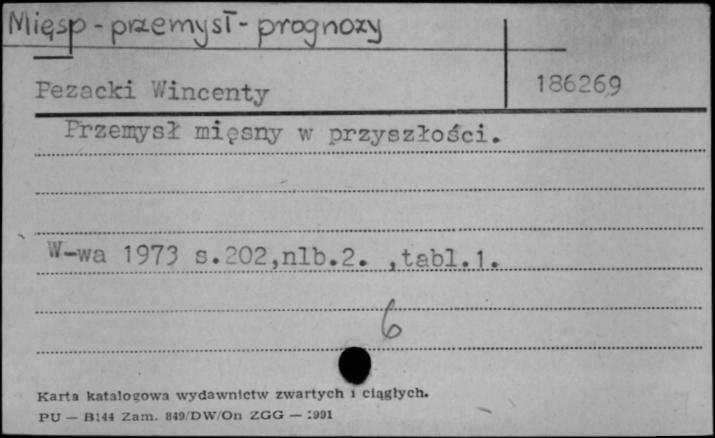 Mięso - przemysł - prognozy
Pezacki Wincenty
186269
Przemysł mięsny w przyszłości.
W-wa 1973 s.202,nlb.2. ,tabl.1.
6
Karta katalogowa wydawnictw zwartych i ciągłych.
PU — B144 Zam. 849/DW/On ZGG — 1991